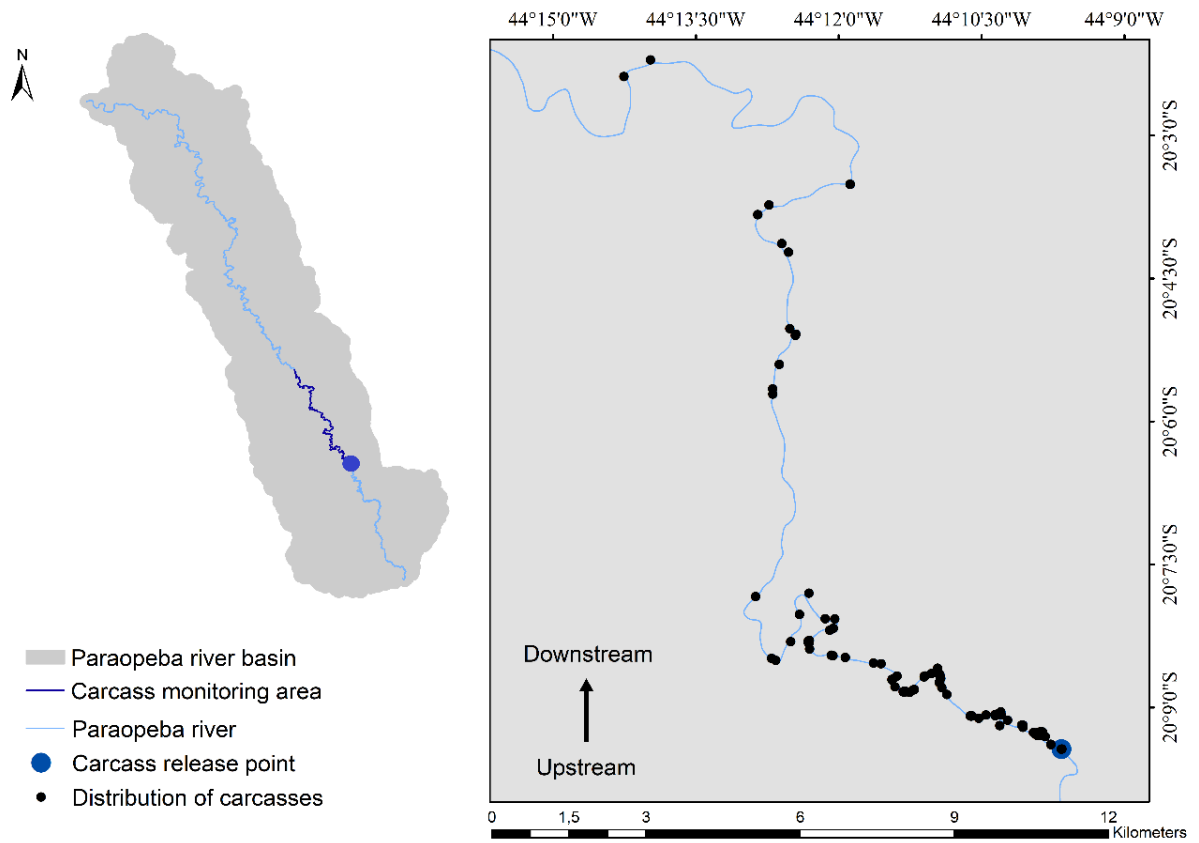 44°15'0"W 44°13'30"W 44°12'0"W 44°10'30"W 44°9'0"W
N
20°3'0"S
20°4'30"S
20°6'0"S
20°7'30"S
20°9'0"S
Paraopeba river basin
Carcass monitoring area
Paraopeba river
Carcass release point
Distribution of carcasses
Downstream
Upstream
0 1,5 3 6 9 12
Kilometers